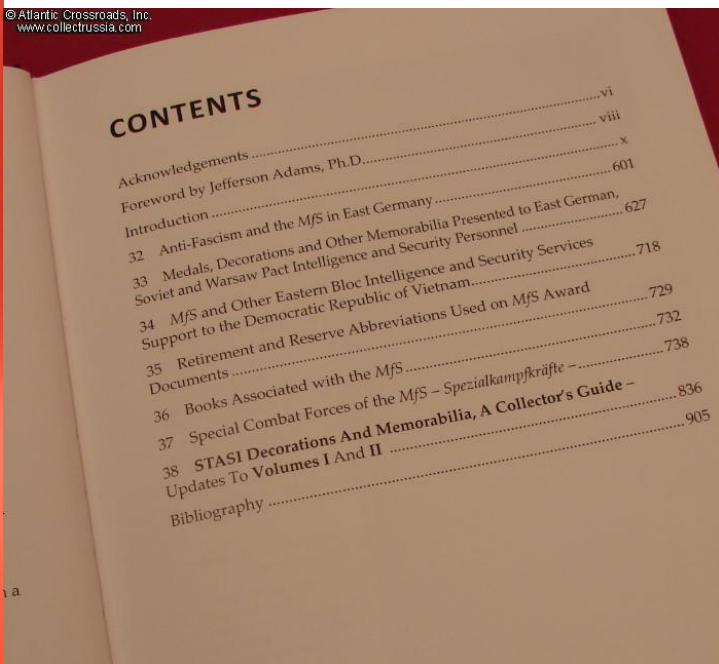 © Atlantic Crossroads, Inc.
www.collectrussia.com
CONTENTS
Acknowledgements ........................................................ vi
Foreword by Jefferson Adams, Ph.D........................................ viii
Introduction ........................................................ x
32 Anti-Fascism and the MfS in East Germany ................................ 601
33 Medals, Decorations and Other Memorabilia Presented to East German,
Soviet and Warsaw Pact Intelligence and Security Personnel .................... 627
34 MfS and Other Eastern Bloc Intelligence and Security Services
Support to the Democratic Republic of Vietnam................................ 718
35 Retirement and Reserve Abbreviations Used on MfS Award
Documents ........................................................ 729
36 Books Associated with the MfS ........................................ 732
37 Special Combat Forces of the MfS – Spezialkampfkräfte – .................... 738
38 STASI Decorations And Memorabilia, A Collector's Guide –
Updates To Volumes I And II ........................................ 836
Bibliography ........................................................ 905